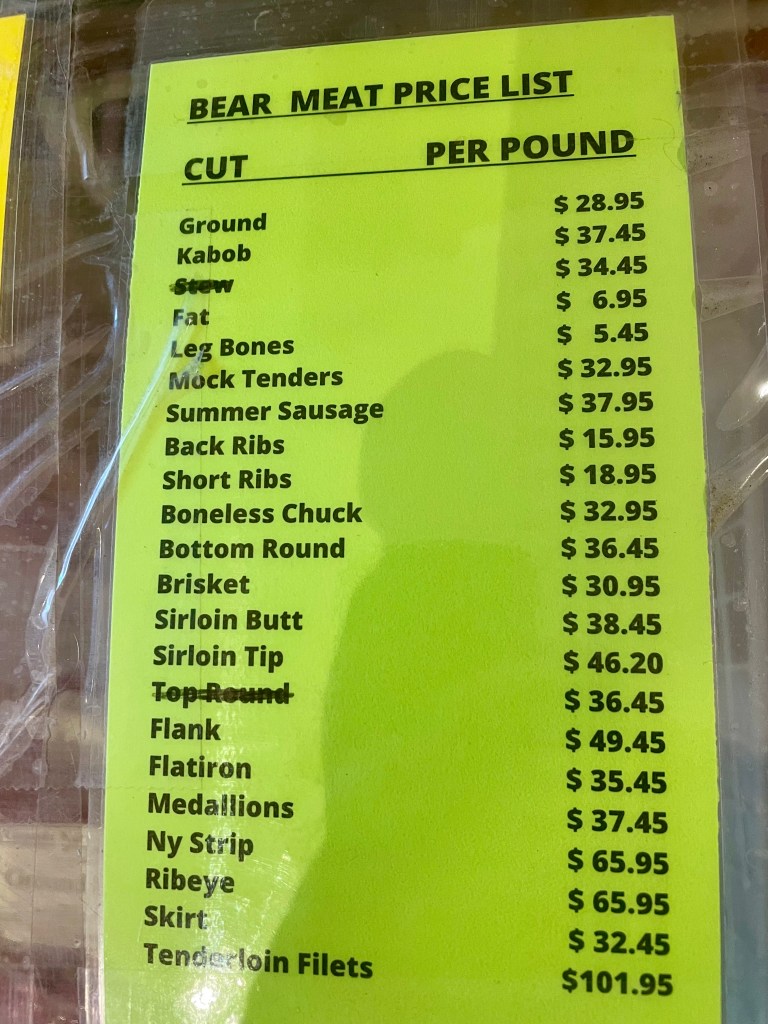 BEAR MEAT PRICE LIST
CUT PER POUND
Ground $ 28.95
Kabob $ 37.45
Stew $ 34.45
Fat $ 6.95
Leg Bones $ 5.45
Mock Tenders $ 32.95
Summer Sausage $ 37.95
Back Ribs $ 15.95
Short Ribs $ 18.95
Boneless Chuck $ 32.95
Bottom Round $ 36.45
Brisket $ 30.95
Sirloin Butt $ 38.45
Sirloin Tip $ 46.20
Top Round $ 36.45
Flank $ 49.45
Flatiron $ 35.45
Medallions $ 37.45
Ny Strip $ 65.95
Ribeye $ 65.95
Skirt $ 32.45
Tenderloin Filets $101.95